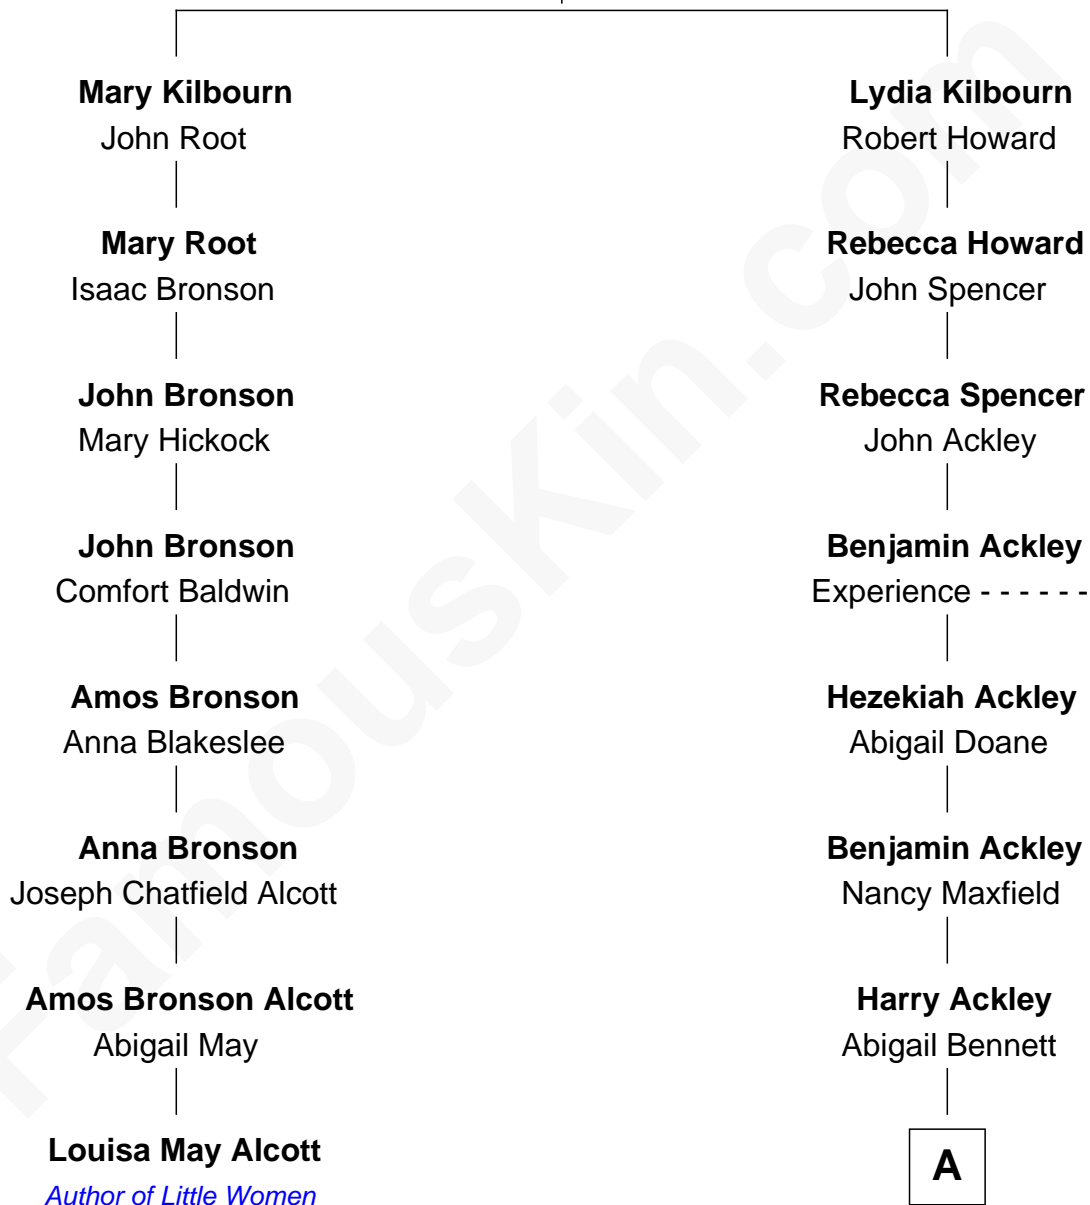 Mary Kilbourn
John Root
Mary Root
Isaac Bronson
John Bronson
Mary Hickock
John Bronson
Comfort Baldwin
Amos Bronson
Anna Blakeslee
Anna Bronson
Joseph Chatfield Alcott
Amos Bronson Alcott
Abigail May
Louisa May Alcott
Author of Little Women
Lydia Kilbourn
Robert Howard
Rebecca Howard
John Spencer
Rebecca Spencer
John Ackley
Benjamin Ackley
Experience - - - - - -
Hezekiah Ackley
Abigail Doane
Benjamin Ackley
Nancy Maxfield
Harry Ackley
Abigail Bennett
A
FamousKin.com